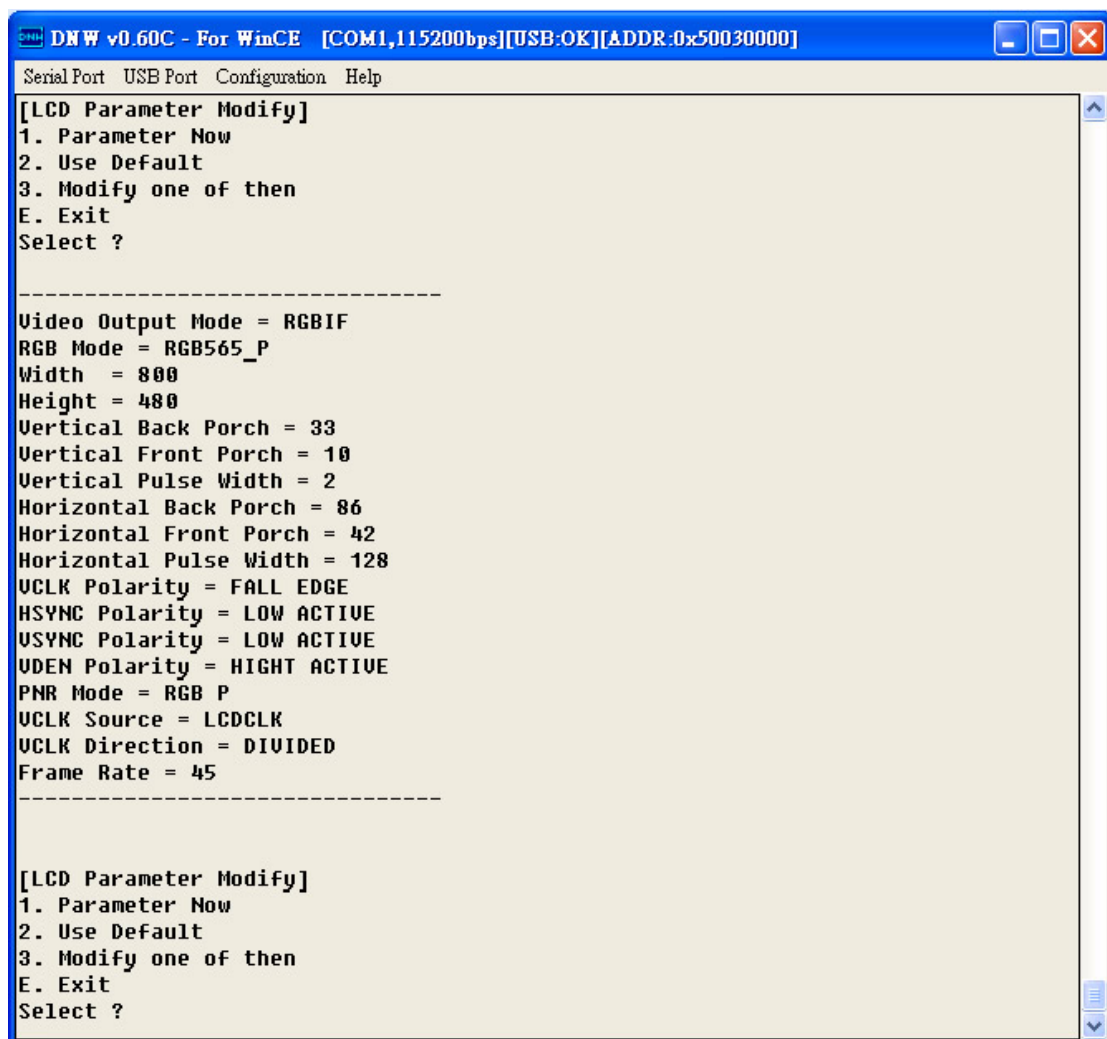 DNW v0.60C - For WinCE [COM1,115200bps][USB:OK][ADDR:0x50030000]
Serial Port USB Port Configuration Help
[LCD Parameter Modify]
1. Parameter Now
2. Use Default
3. Modify one of then
E. Exit
Select ?
--------------------------------
Video Output Mode = RGBIF
RGB Mode = RGB565_P
Width  = 800
Height = 480
Vertical Back Porch = 33
Vertical Front Porch = 10
Vertical Pulse Width = 2
Horizontal Back Porch = 86
Horizontal Front Porch = 42
Horizontal Pulse Width = 128
VCLK Polarity = FALL EDGE
HSYNC Polarity = LOW ACTIVE
VSYNC Polarity = LOW ACTIVE
VDEN Polarity = HIGHT ACTIVE
PNR Mode = RGB P
VCLK Source = LCDCLK
VCLK Direction = DIVIDED
Frame Rate = 45
--------------------------------
[LCD Parameter Modify]
1. Parameter Now
2. Use Default
3. Modify one of then
E. Exit
Select ?